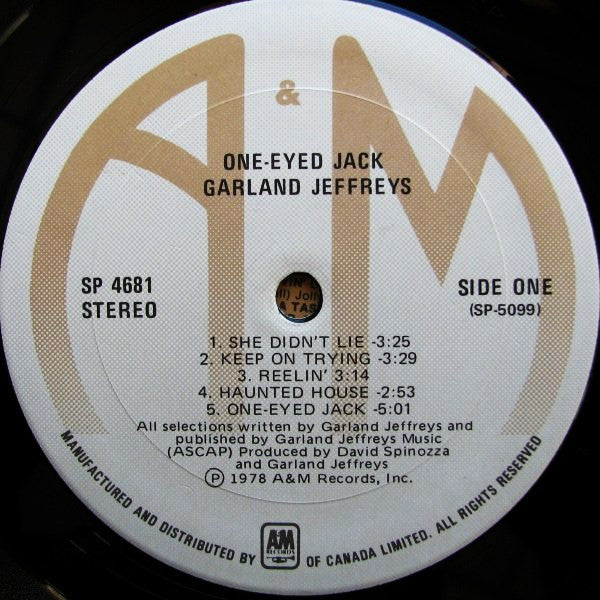 A & M
ONE-EYED JACK
GARLAND JEFFREYS
SP 4681
STEREO
SIDE ONE
(SP-5099)
1. SHE DIDN'T LIE -3:25
2. KEEP ON TRYING -3:29
3. REELIN' 3:14
4. HAUNTED HOUSE -2:53
5. ONE-EYED JACK -5:01
All selections written by Garland Jeffreys and
published by Garland Jeffreys Music
(ASCAP) Produced by David Spinozza
and Garland Jeffreys
Ⓟ 1978 A&M Records, Inc.
MANUFACTURED AND DISTRIBUTED BY A&M RECORDS OF CANADA LIMITED. ALL RIGHTS RESERVED